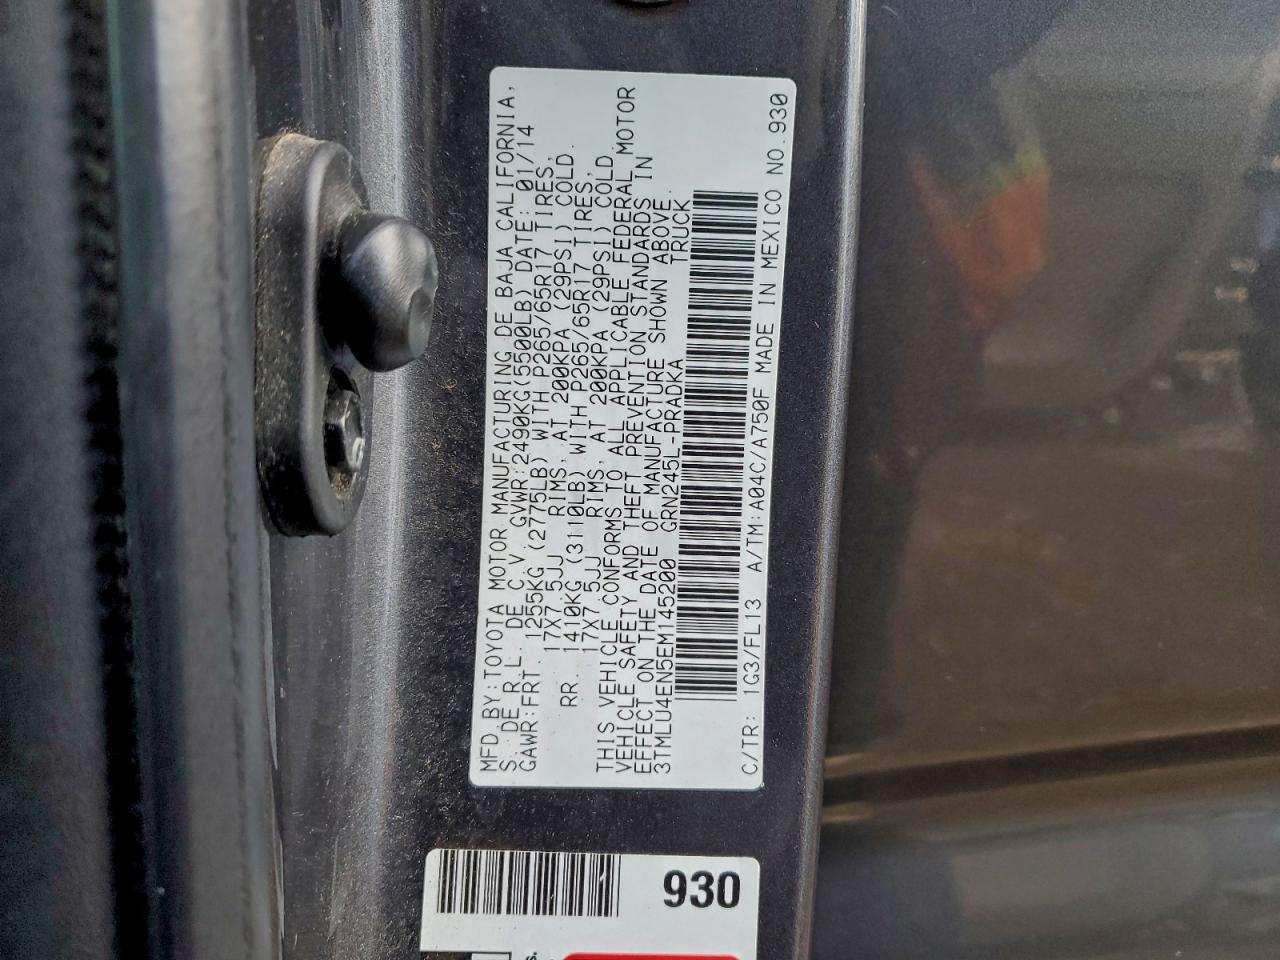 MFD.BY:TOYOTA MOTOR MANUFACTURING DE BAJA CALIFORNIA,
S. DE R.L. DE C.V. GVWR:2490KG(5500LB) DATE: 01/14
GAWR:FRT. 1255KG (2775LB) WITH P265/65R17 TIRES,
17X7.5JJ RIMS, AT 200KPA (29PSI) COLD.
RR. 1410KG (3110LB) WITH P265/65R17 TIRES,
17X7.5JJ RIMS, AT 200KPA (29PSI) COLD.
THIS VEHICLE CONFORMS TO ALL APPLICABLE FEDERAL MOTOR
VEHICLE SAFETY AND THEFT PREVENTION STANDARDS IN
EFFECT ON THE DATE OF MANUFACTURE SHOWN ABOVE.
3TMLU4EN5EM145200 GRN245L-PRADKA TRUCK
C/TR: 1G3/FL13 A/TM:A04C/A750F MADE IN MEXICO NO.930
930